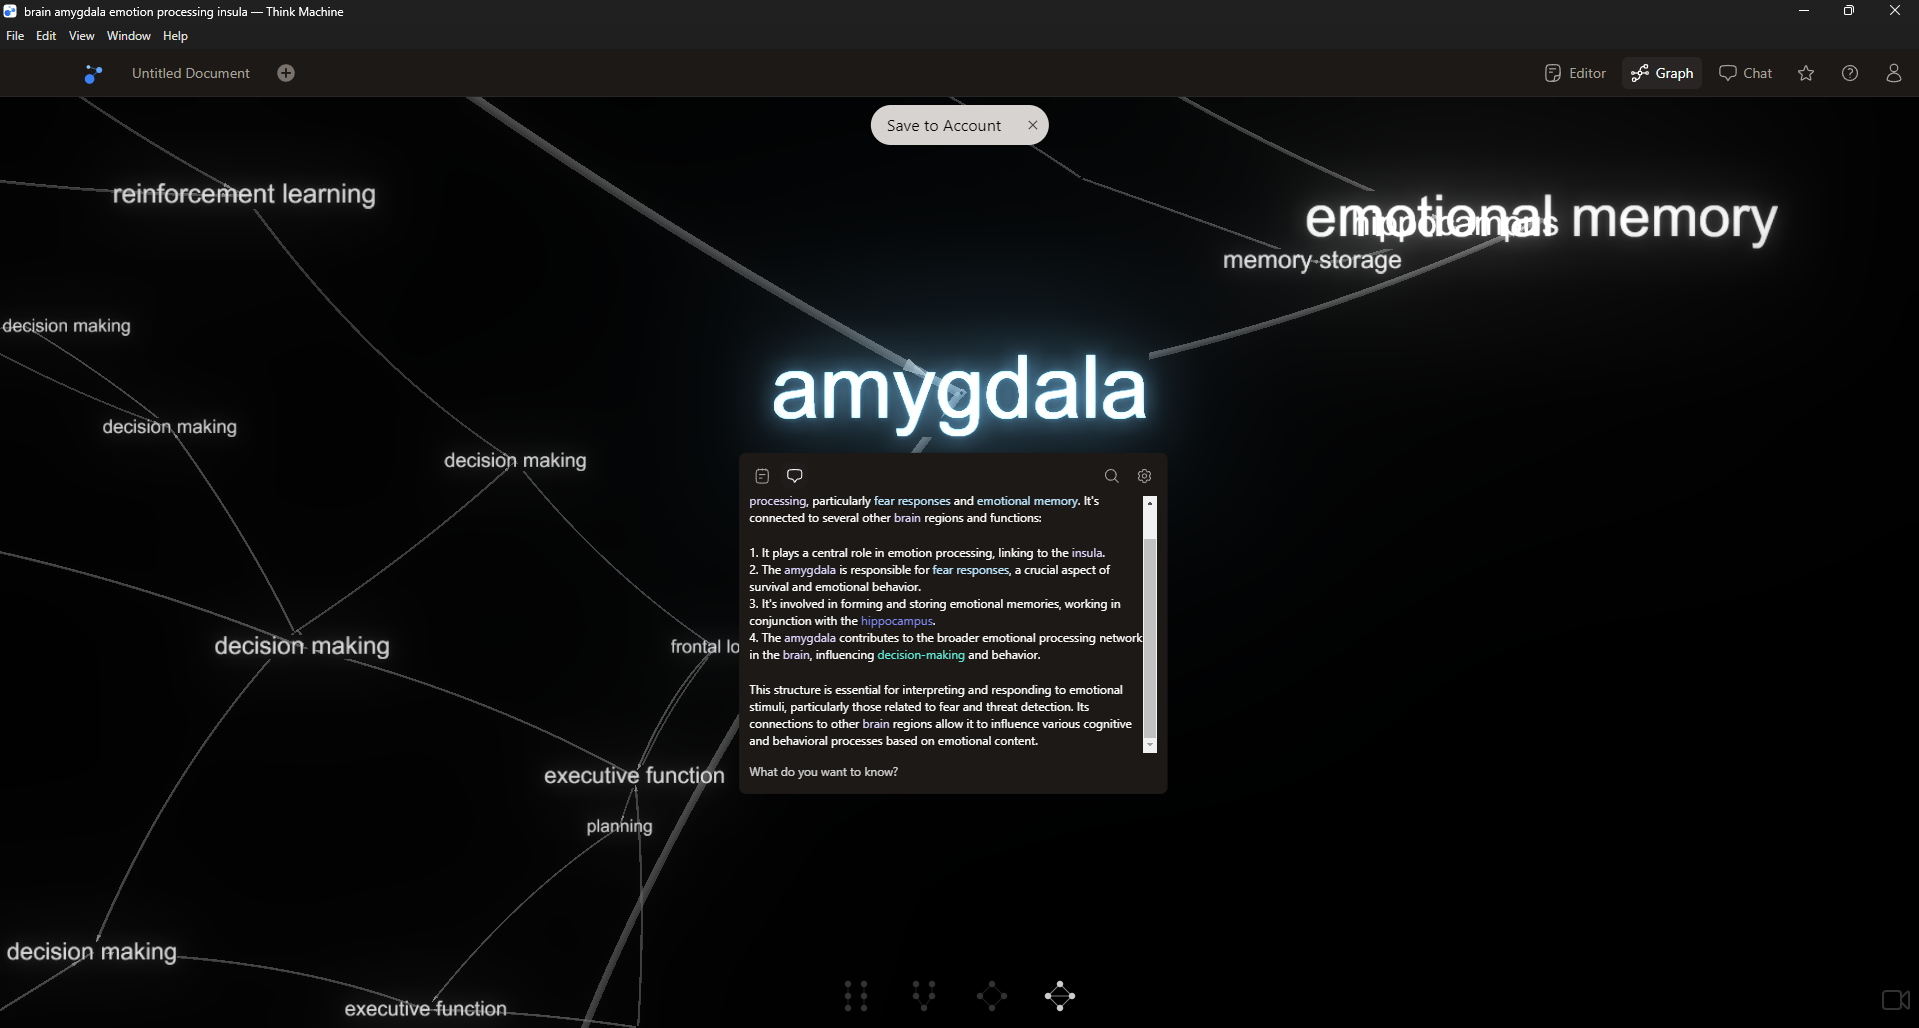 brain amygdala emotion processing insula — Think Machine
File Edit View Window Help
Untitled Document
Editor Graph Chat
Save to Account
reinforcement learning
emotional memory
hippocampus
memory storage
decision making
amygdala
decision making
decision making
decision making
frontal lo
processing, particularly fear responses and emotional memory. It's
connected to several other brain regions and functions:
1. It plays a central role in emotion processing, linking to the insula.
2. The amygdala is responsible for fear responses, a crucial aspect of
survival and emotional behavior.
3. It's involved in forming and storing emotional memories, working in
conjunction with the hippocampus.
4. The amygdala contributes to the broader emotional processing network
in the brain, influencing decision-making and behavior.
This structure is essential for interpreting and responding to emotional
stimuli, particularly those related to fear and threat detection. Its
connections to other brain regions allow it to influence various cognitive
and behavioral processes based on emotional content.
What do you want to know?
executive function
planning
decision making
executive function